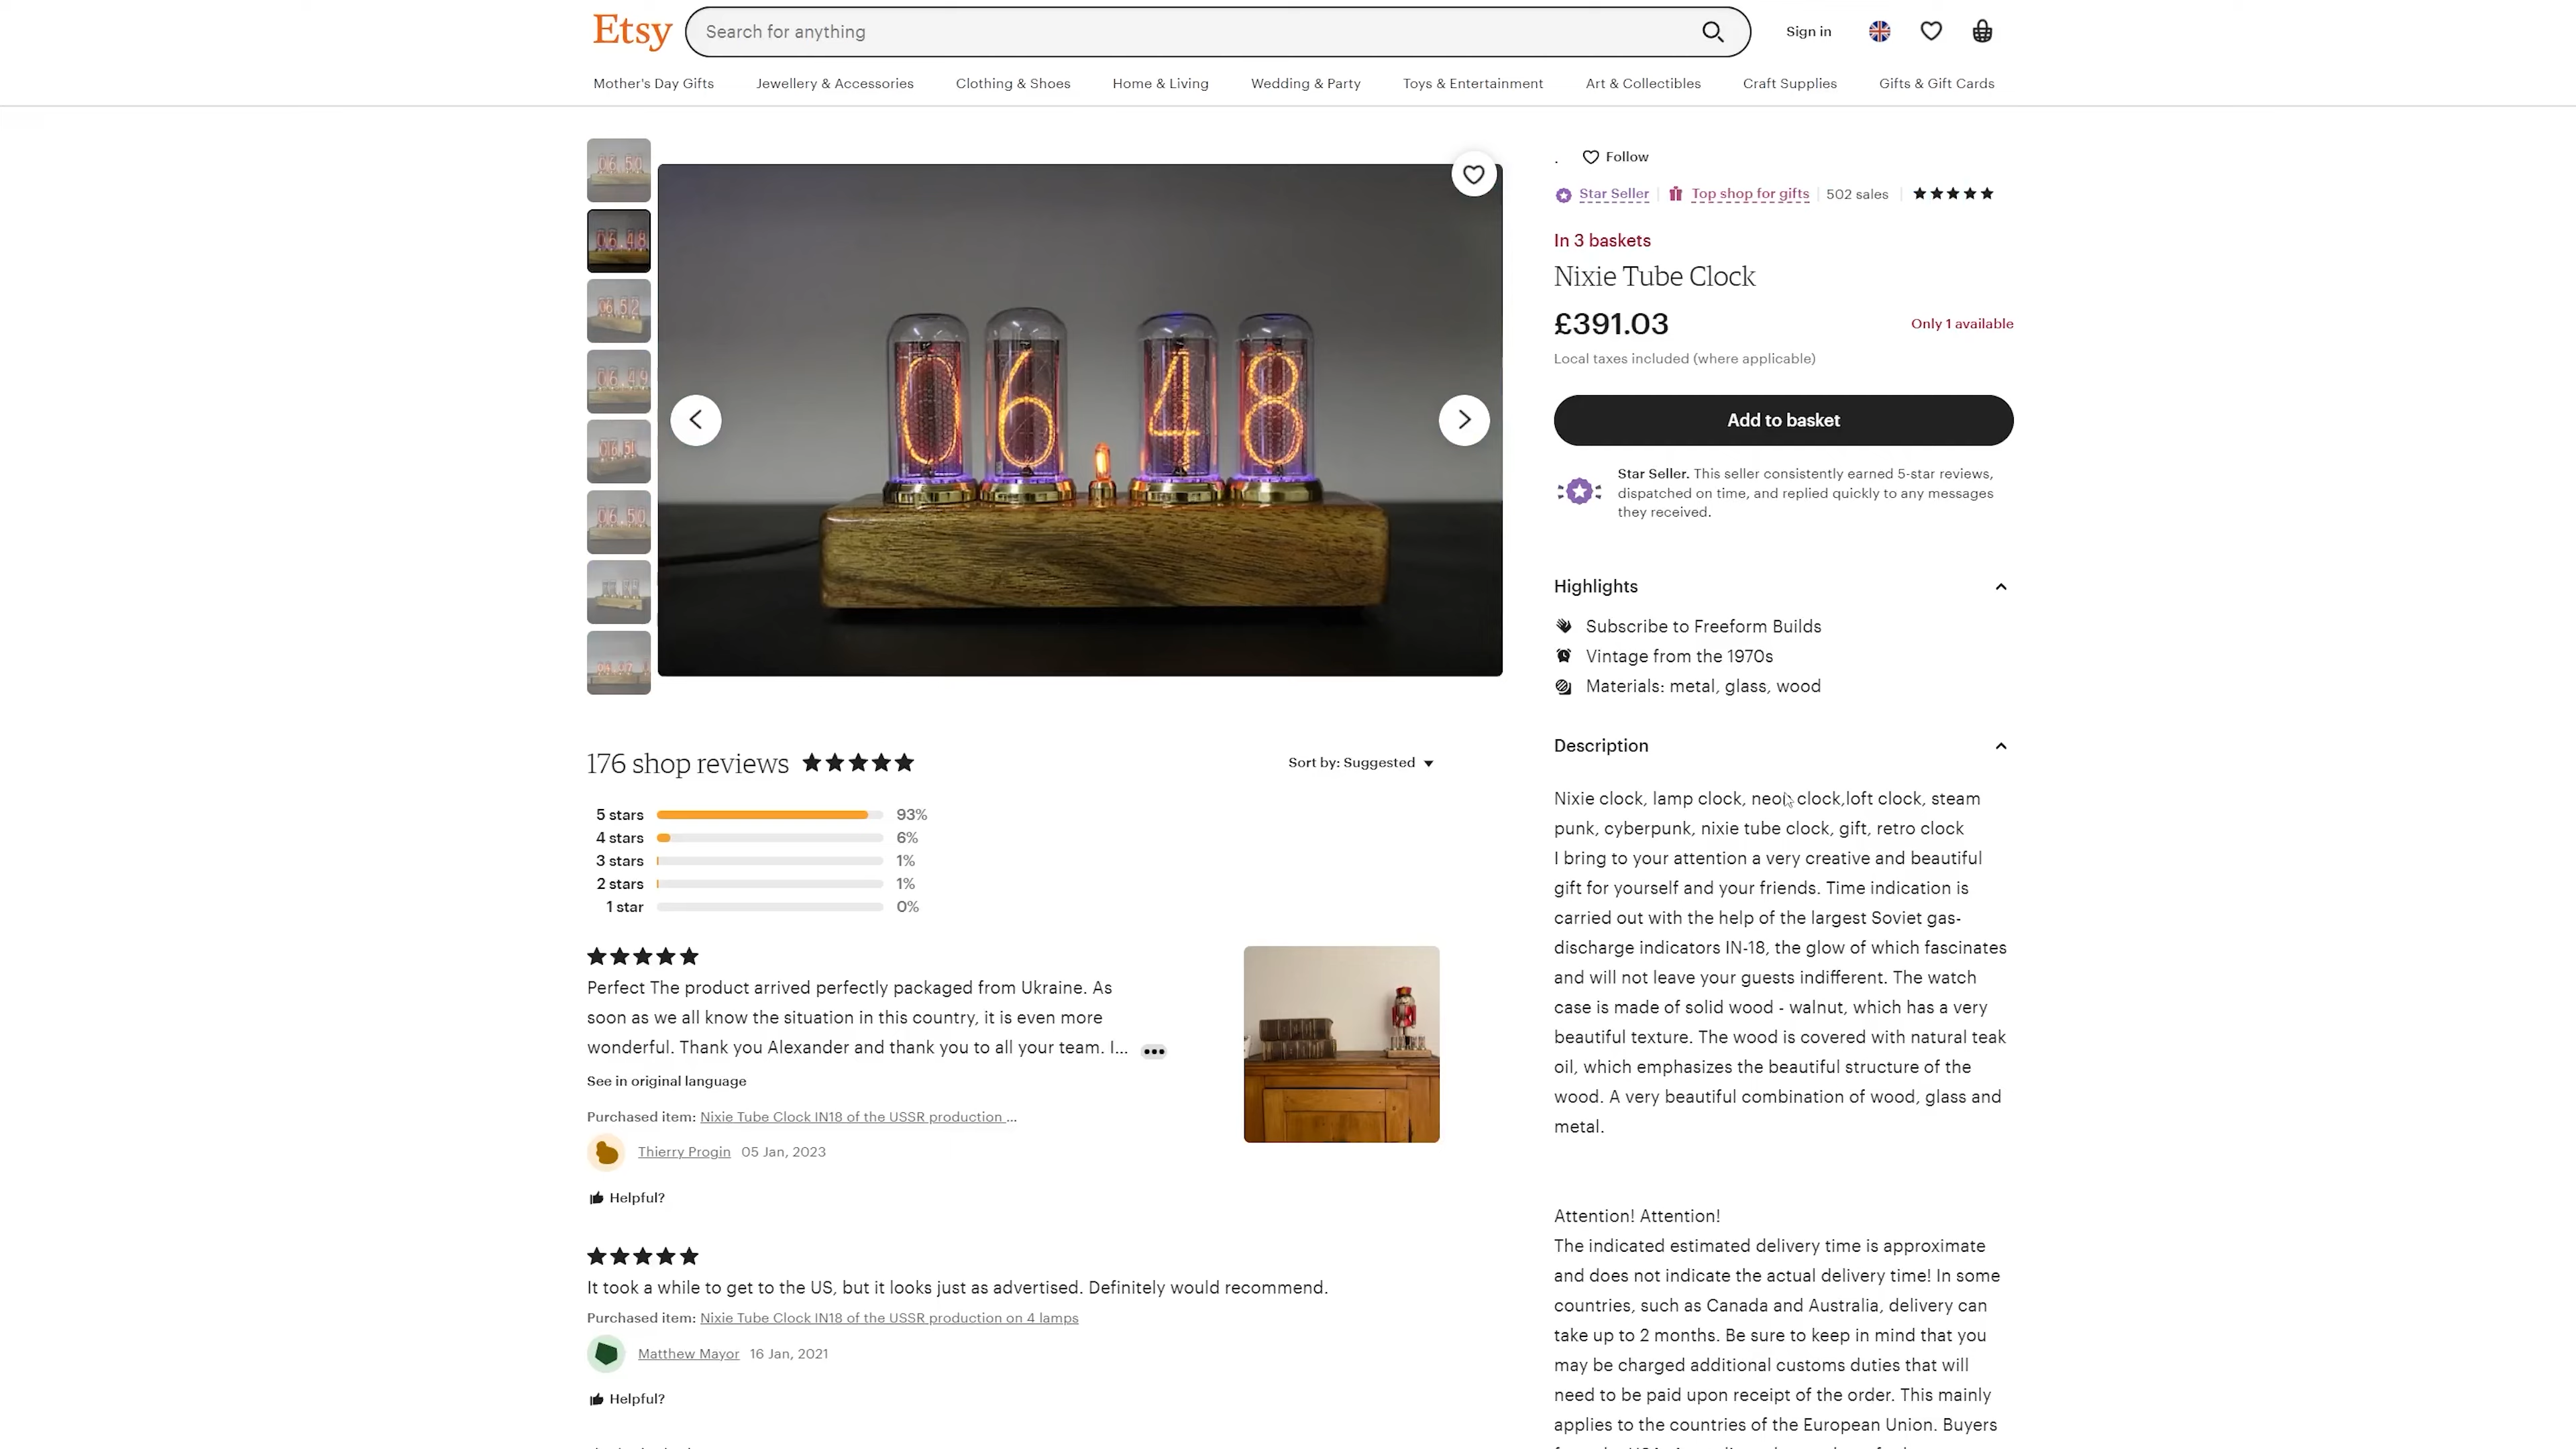 Etsy
Search for anything
Sign in
Mother's Day Gifts
Jewellery & Accessories
Clothing & Shoes
Home & Living
Wedding & Party
Toys & Entertainment
Art & Collectibles
Craft Supplies
Gifts & Gift Cards
06 48
. Follow
Star Seller
Top shop for gifts
502 sales
In 3 baskets
Nixie Tube Clock
£391.03
Only 1 available
Local taxes included (where applicable)
Add to basket
Star Seller. This seller consistently earned 5-star reviews,
dispatched on time, and replied quickly to any messages
they received.
Highlights
Subscribe to Freeform Builds
Vintage from the 1970s
Materials: metal, glass, wood
Description
Nixie clock, lamp clock, neon clock,loft clock, steam
punk, cyberpunk, nixie tube clock, gift, retro clock
I bring to your attention a very creative and beautiful
gift for yourself and your friends. Time indication is
carried out with the help of the largest Soviet gas-
discharge indicators IN-18, the glow of which fascinates
and will not leave your guests indifferent. The watch
case is made of solid wood - walnut, which has a very
beautiful texture. The wood is covered with natural teak
oil, which emphasizes the beautiful structure of the
wood. A very beautiful combination of wood, glass and
metal.
Attention! Attention!
The indicated estimated delivery time is approximate
and does not indicate the actual delivery time! In some
countries, such as Canada and Australia, delivery can
take up to 2 months. Be sure to keep in mind that you
may be charged additional customs duties that will
need to be paid upon receipt of the order. This mainly
applies to the countries of the European Union. Buyers
176 shop reviews
Sort by: Suggested
5 stars 93%
4 stars 6%
3 stars 1%
2 stars 1%
1 star 0%
Perfect The product arrived perfectly packaged from Ukraine. As
soon as we all know the situation in this country, it is even more
wonderful. Thank you Alexander and thank you to all your team. I...
See in original language
Purchased item: Nixie Tube Clock IN18 of the USSR production ...
Thierry Progin 05 Jan, 2023
Helpful?
It took a while to get to the US, but it looks just as advertised. Definitely would recommend.
Purchased item: Nixie Tube Clock IN18 of the USSR production on 4 lamps
Matthew Mayor 16 Jan, 2021
Helpful?